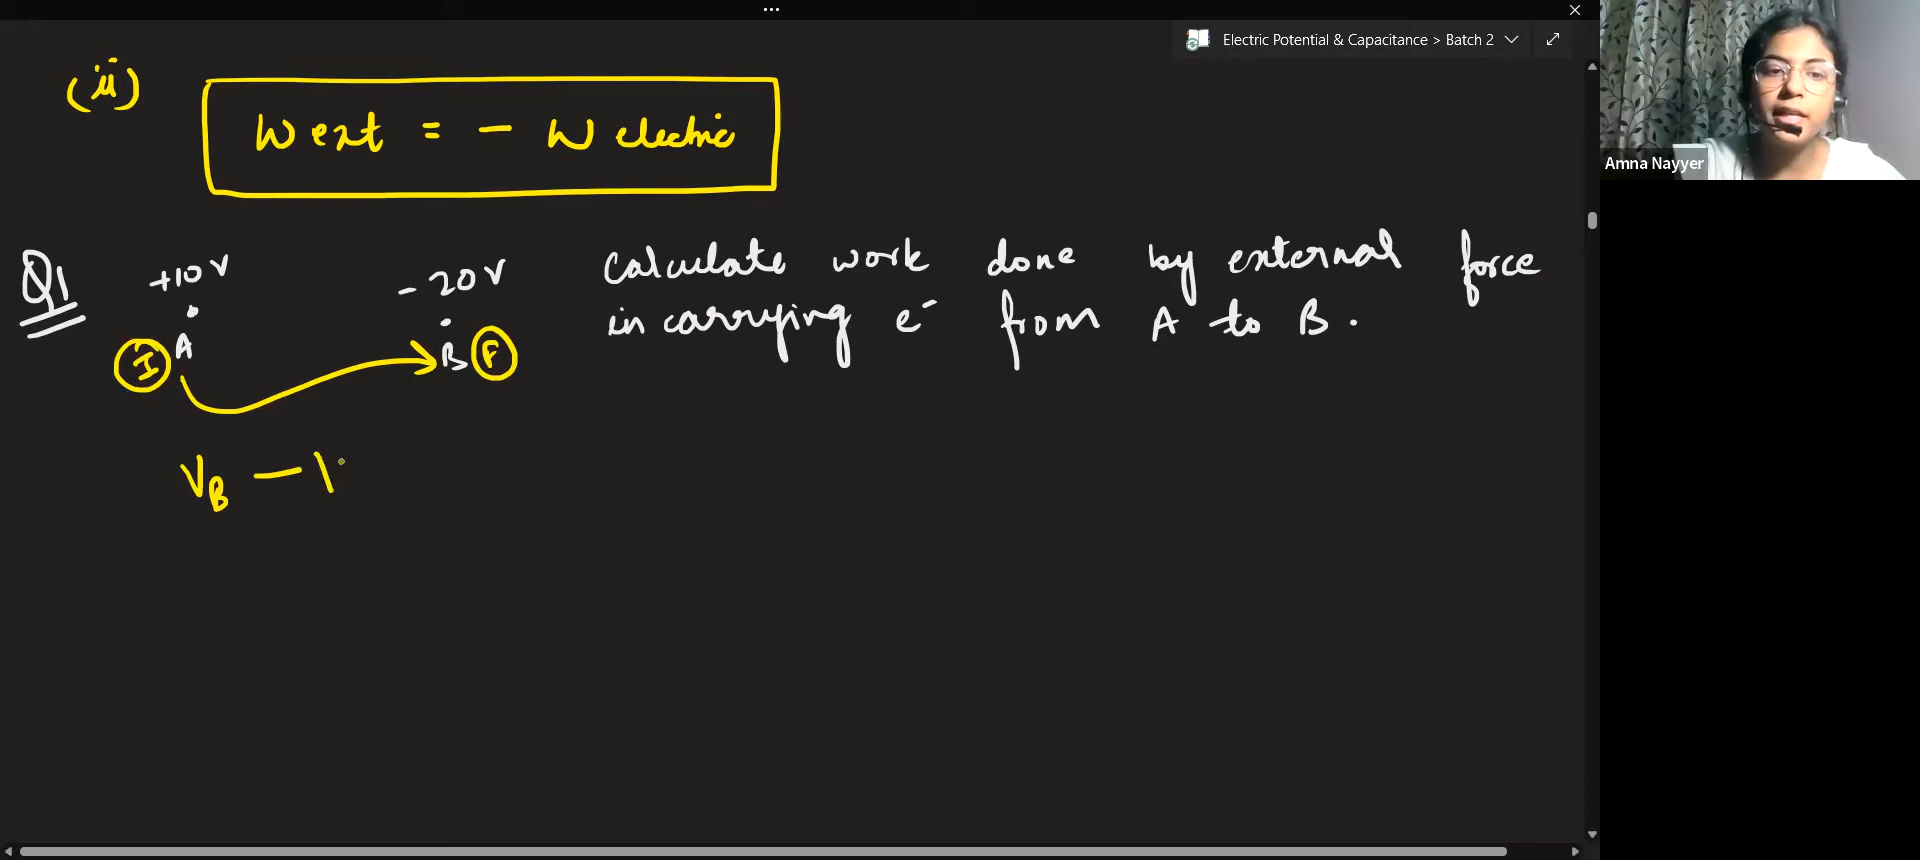 Electric Potential & Capacitance > Batch 2
(ii)
W ext = - W electric
Amna Nayyer
Q1
+10 V
- 20 V
A
B
I
F
Calculate work done by external force
in carrying e⁻ from A to B.
V_B -